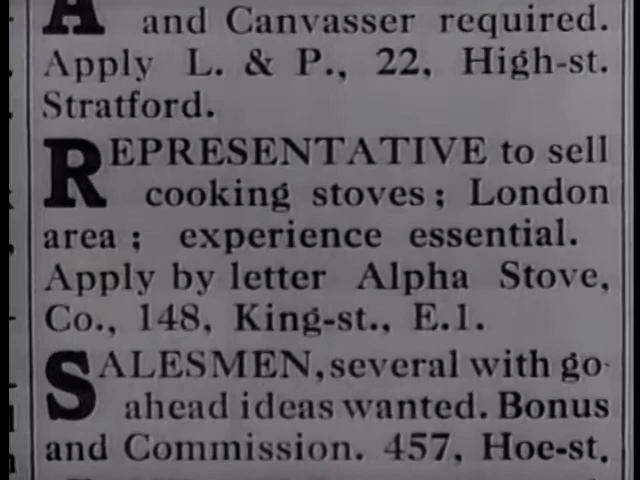 A and Canvasser required.
Apply L. & P., 22, High-st.
Stratford.
REPRESENTATIVE to sell
cooking stoves; London
area; experience essential.
Apply by letter Alpha Stove,
Co., 148, King-st., E.1.
SALESMEN, several with go-
ahead ideas wanted. Bonus
and Commission. 457, Hoe-st.